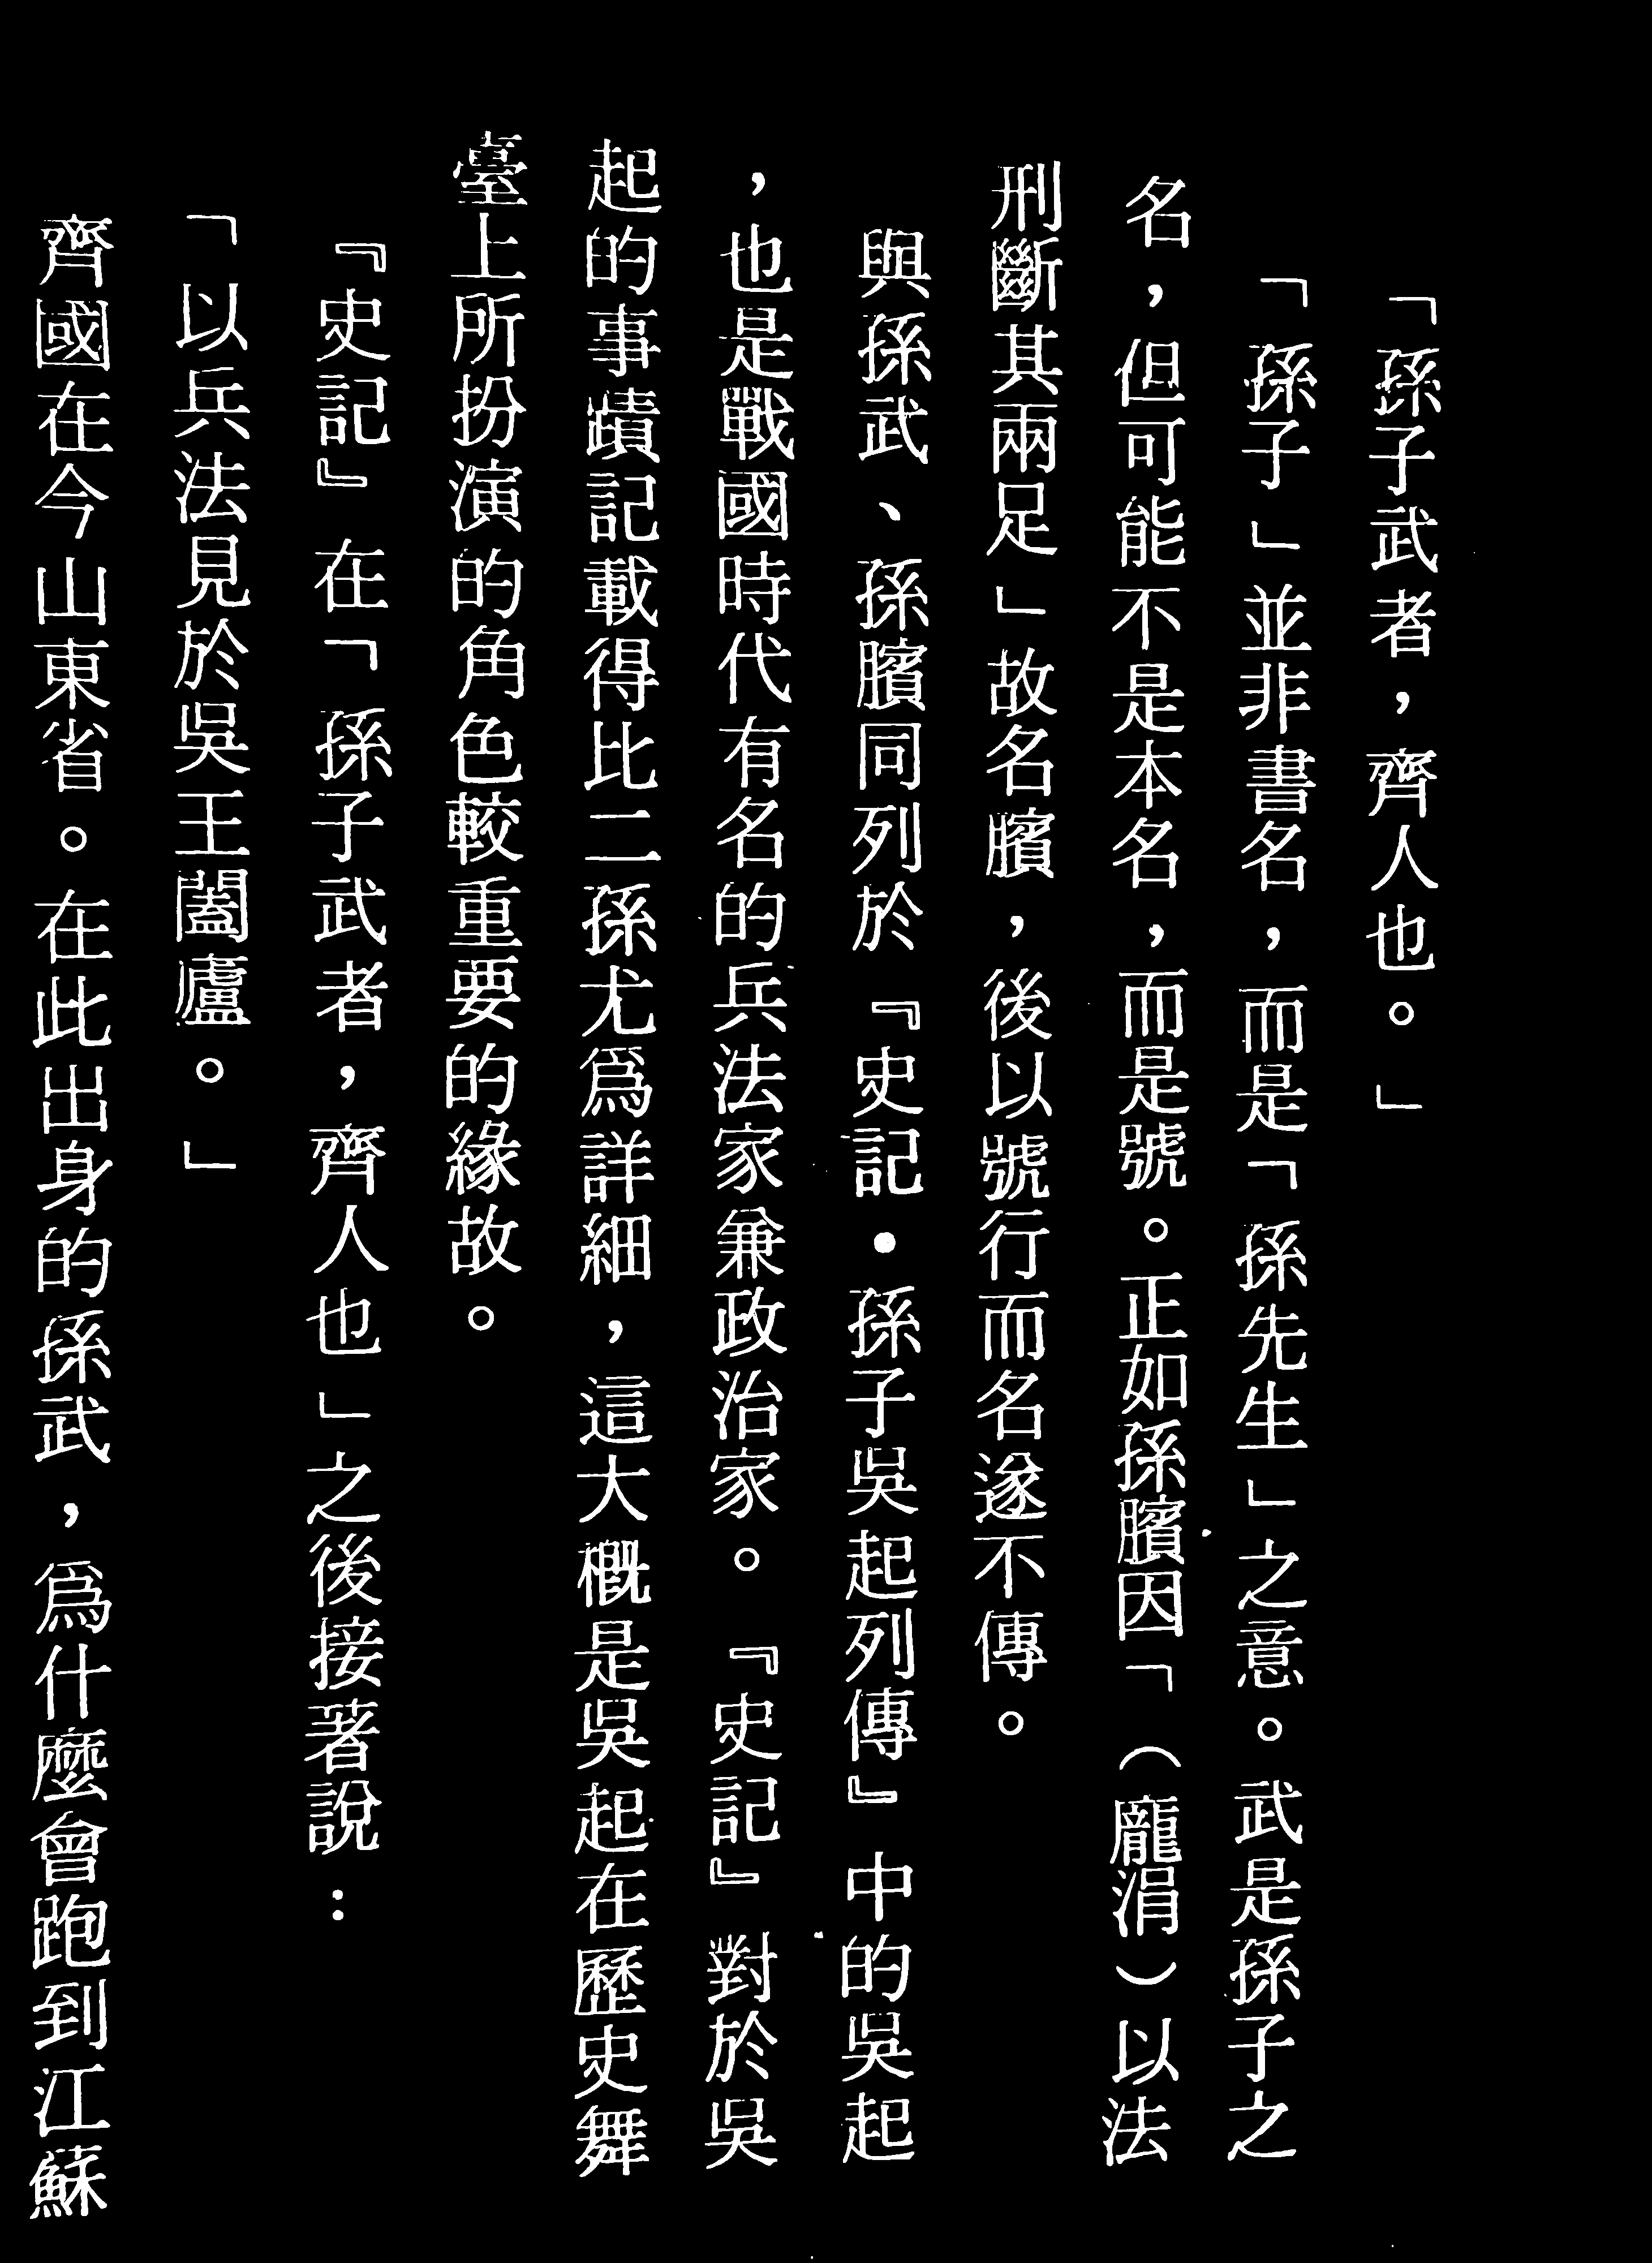 「孫子武者，齊人也。」
「孫子」並非書名，而是「孫先生」之意。武是孫子之
名，但可能不是本名，而是號。正如孫臏因「（龐涓）以法
刑斷其兩足」故名臏，後以號行而名遂不傳。
與孫武、孫臏同列於『史記・孫子吳起列傳』中的吳起
，也是戰國時代有名的兵法家兼政治家。『史記』對於吳
起的事蹟記載得比二孫尤爲詳細，這大概是吳起在歷史舞
臺上所扮演的角色較重要的緣故。
『史記』在「孫子武者，齊人也」之後接著說：
「以兵法見於吳王闔廬。」
齊國在今山東省。在此出身的孫武，爲什麼會跑到江蘇